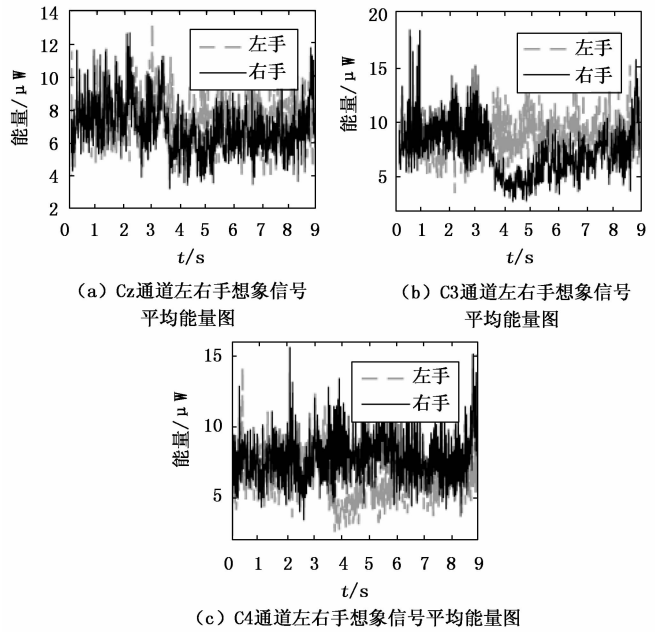 14
12
10
8
6
4
2
能量/μW
左手
右手
0 1 2 3 4 5 6 7 8 9
t/s
(a) Cz通道左右手想象信号
平均能量图
20
15
10
5
能量/μW
左手
右手
0 1 2 3 4 5 6 7 8 9
t/s
(b) C3通道左右手想象信号
平均能量图
15
10
5
能量/μW
左手
右手
0 1 2 3 4 5 6 7 8 9
t/s
(c) C4通道左右手想象信号平均能量图